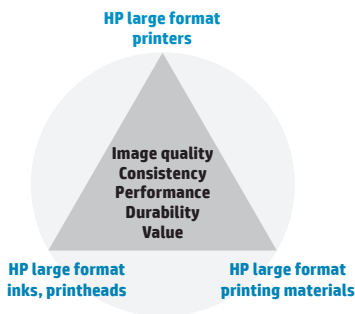 HP large format
printers
Image quality
Consistency
Performance
Durability
Value
HP large format
inks, printheads
HP large format
printing materials